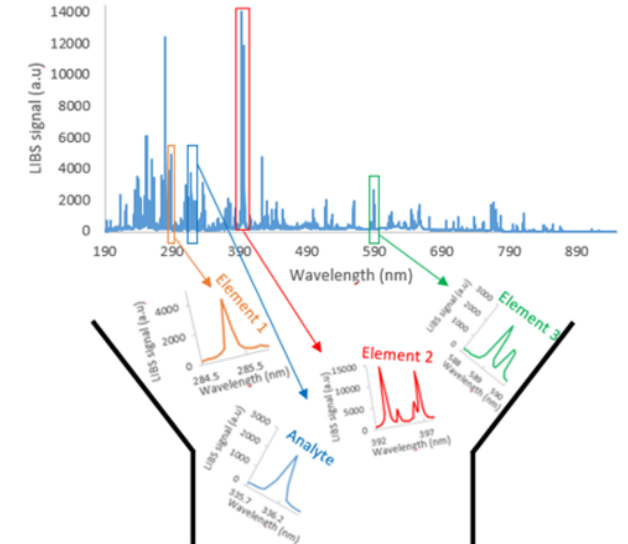 14000
12000
10000
8000
6000
4000
2000
0
LIBS signal (a.u)
190 290 390 490 590 690 790 890
Wavelength (nm)
Element 1
4000
2000
0
LIBS signal (a.u)
284.5 285.5
Wavelength (nm)
Element 2
15000
10000
5000
0
LIBS signal (a.u)
392 397
Wavelength (nm)
Element 3
3000
2000
1000
0
LIBS signal (a.u)
588 589 590
Wavelength (nm)
Analyte
3000
2000
1000
0
LIBS signal (a.u)
335.7 336.2
Wavelength (nm)